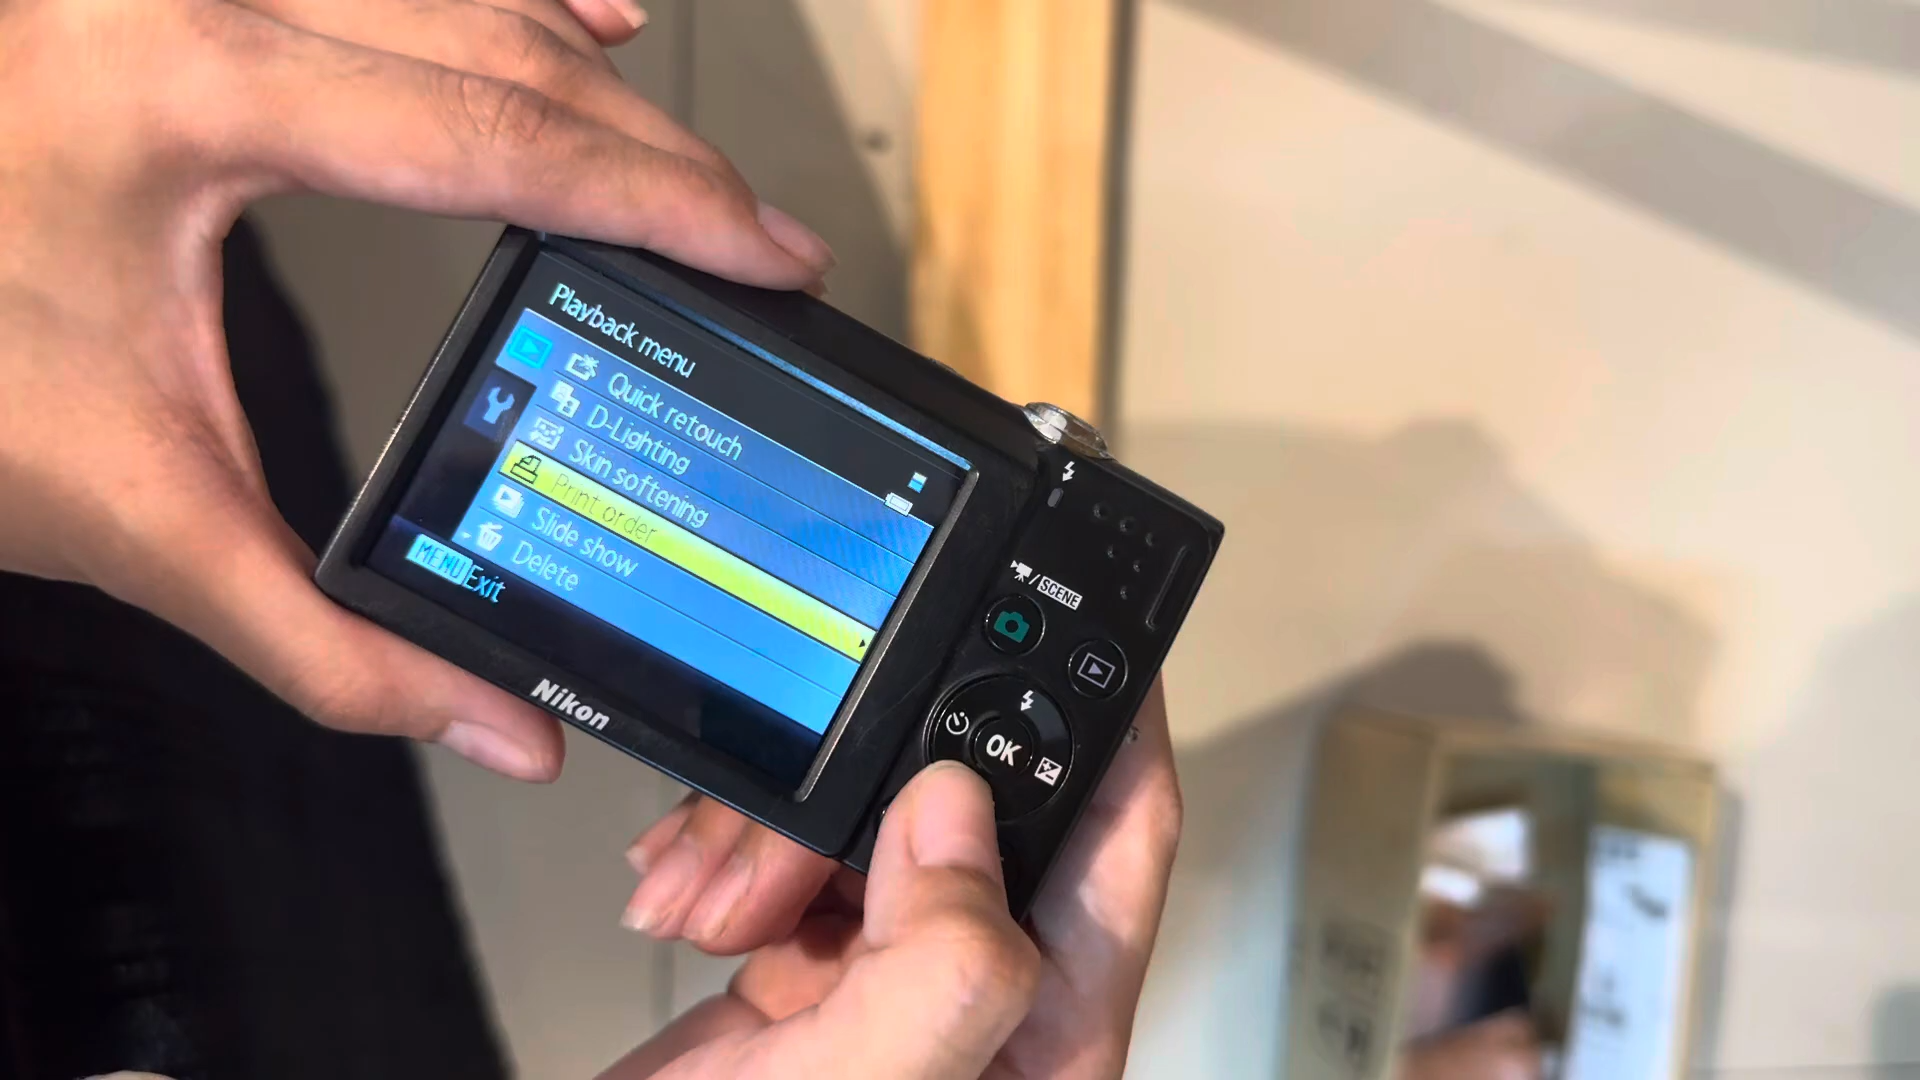 Playback menu
Quick retouch
D-Lighting
Skin softening
Print order
Slide show
Delete
MENU Exit
Nikon
SCENE
OK